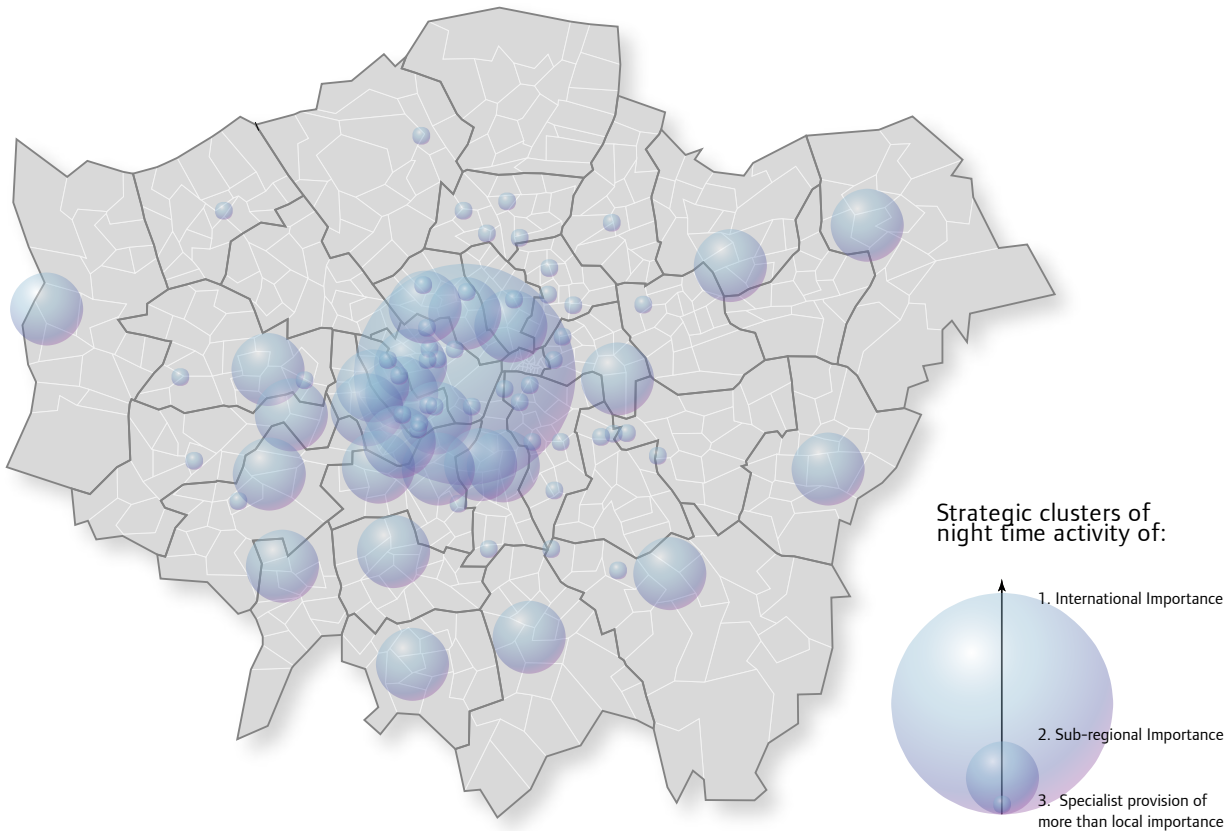 Strategic clusters of
night time activity of:
1. International Importance
2. Sub-regional Importance
3. Specialist provision of
more than local importance